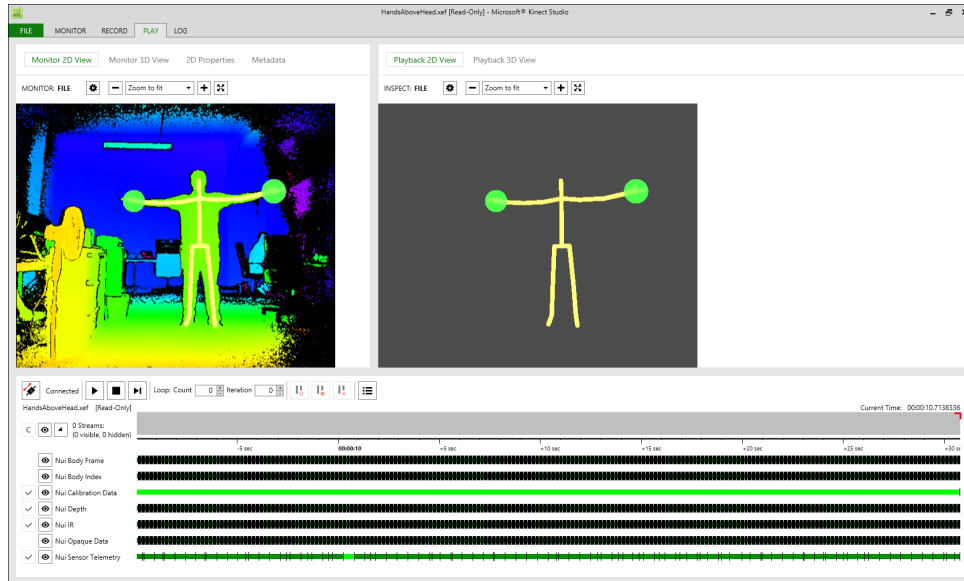 HandsAboveHead.xef [Read-Only] - Microsoft® Kinect Studio
FILE MONITOR RECORD PLAY LOG
Monitor 2D View Monitor 3D View 2D Properties Metadata
Playback 2D View Playback 3D View
MONITOR: FILE Zoom to fit
INSPECT: FILE Zoom to fit
Connected Loop: Count 0 Iteration 0
HandsAboveHead.xef [Read-Only] Current Time: 00:00:10.7138336
C 0 Streams:
(0 visible, 0 hidden)
-5 sec 00:00:10 +5 sec +10 sec +15 sec +20 sec +25 sec +30 se
Nui Body Frame
Nui Body Index
Nui Calibration Data
Nui Depth
Nui IR
Nui Opaque Data
Nui Sensor Telemetry